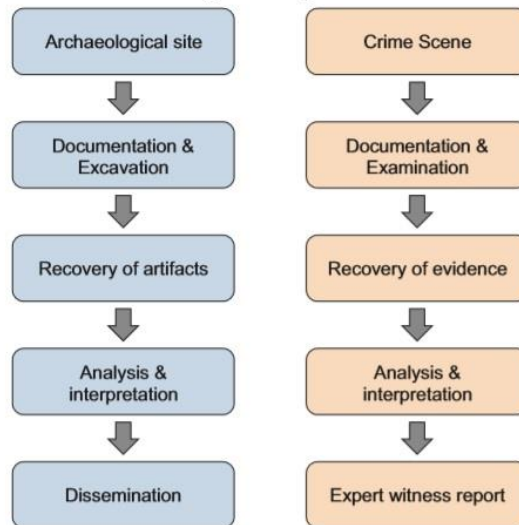 Archaeological site
Documentation &
Excavation
Recovery of artifacts
Analysis &
interpretation
Dissemination
Crime Scene
Documentation &
Examination
Recovery of evidence
Analysis &
interpretation
Expert witness report